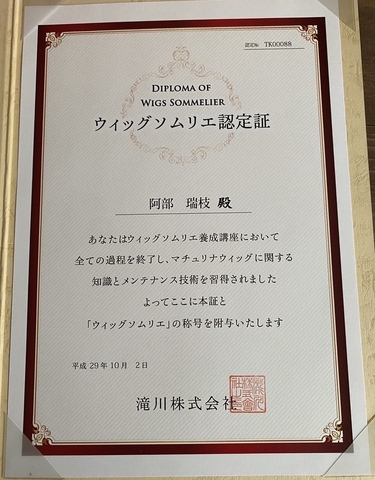 認定No. TK00088
DIPLOMA OF
WIGS SOMMELIER
ウィッグソムリエ認定証
阿部 瑞枝 殿
あなたはウィッグソムリエ養成講座において
全ての過程を終了し、マチュリナウィッグに関する
知識とメンテナンス技術を習得されました
よってここに本証と
「ウィッグソムリエ」の称号を附与いたします
平成 29年 10月 2日
滝川株式会社